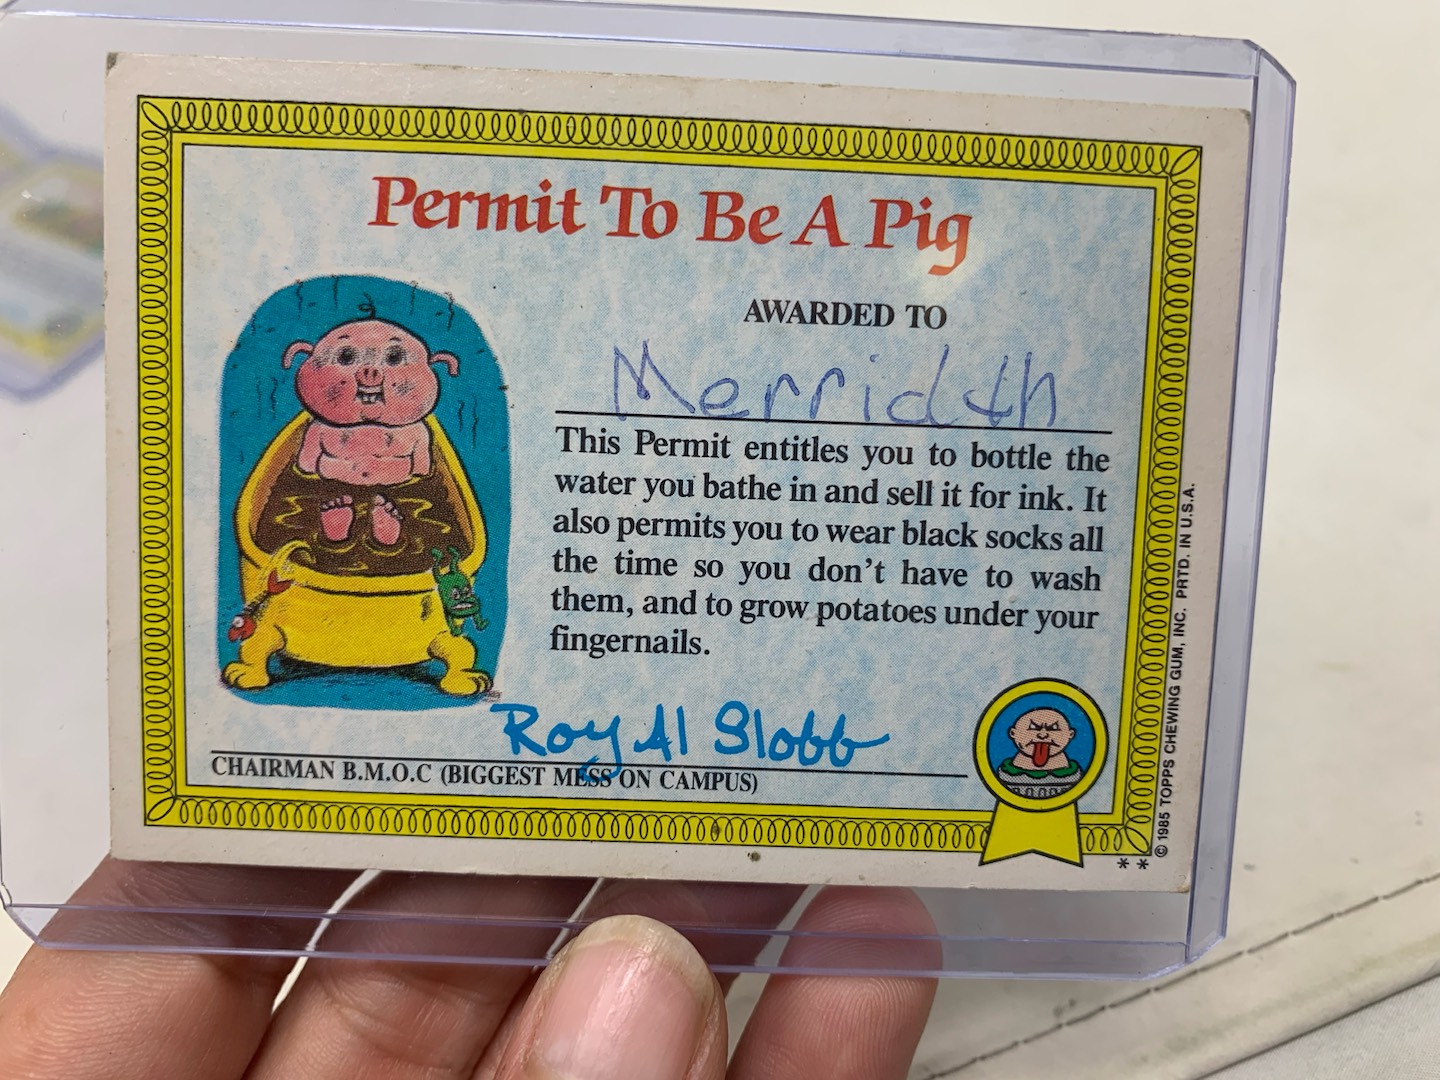 Permit To Be A Pig
AWARDED TO
Merridth
This Permit entitles you to bottle the
water you bathe in and sell it for ink. It
also permits you to wear black socks all
the time so you don't have to wash
them, and to grow potatoes under your
fingernails.
Roy Al Slobb
CHAIRMAN B.M.O.C (BIGGEST MESS ON CAMPUS)
**
© 1985 TOPPS CHEWING GUM, INC. PRTD. IN U.S.A.